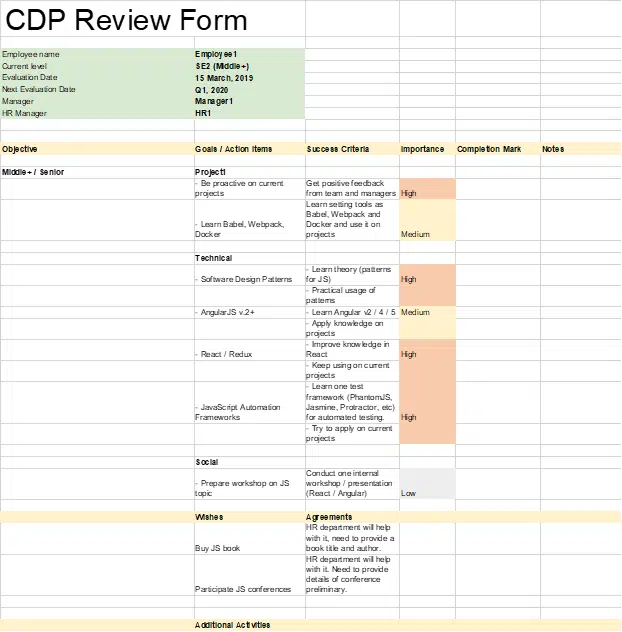 CDP Review Form
Employee name Employee1
Current level SE2 (Middle+)
Evaluation Date 15 March, 2019
Next Evaluation Date Q1, 2020
Manager Manager1
HR Manager HR1
Objective Goals / Action Items Success Criteria Importance Completion Mark Notes
Middle+ / Senior Project1
- Be proactive on current
projects
Get positive feedback
from team and managers
High
- Learn Babel, Webpack,
Docker
Learn setting tools as
Babel, Webpack and
Docker and use it on
projects
Medium
Technical
- Software Design Patterns
- Learn theory (patterns
for JS)
High
- Practical usage of
patterns
- AngularJS v.2+ - Learn Angular v2 / 4 / 5 Medium
- Apply knowledge on
projects
- React / Redux
- Improve knowledge in
React
High
- Keep using on current
projects
- JavaScript Automation
Frameworks
- Learn one test
framework (PhantomJS,
Jasmine, Protractor, etc)
for automated testing.
High
- Try to apply on current
projects
Social
- Prepare workshop on JS
topic
Conduct one internal
workshop / presentation
(React / Angular)
Low
Wishes Agreements
Buy JS book
HR department will help
with it, need to provide a
book title and author.
Participate JS conferences
HR department will help
with it. Need to provide
details of conference
preliminary.
Additional Activities